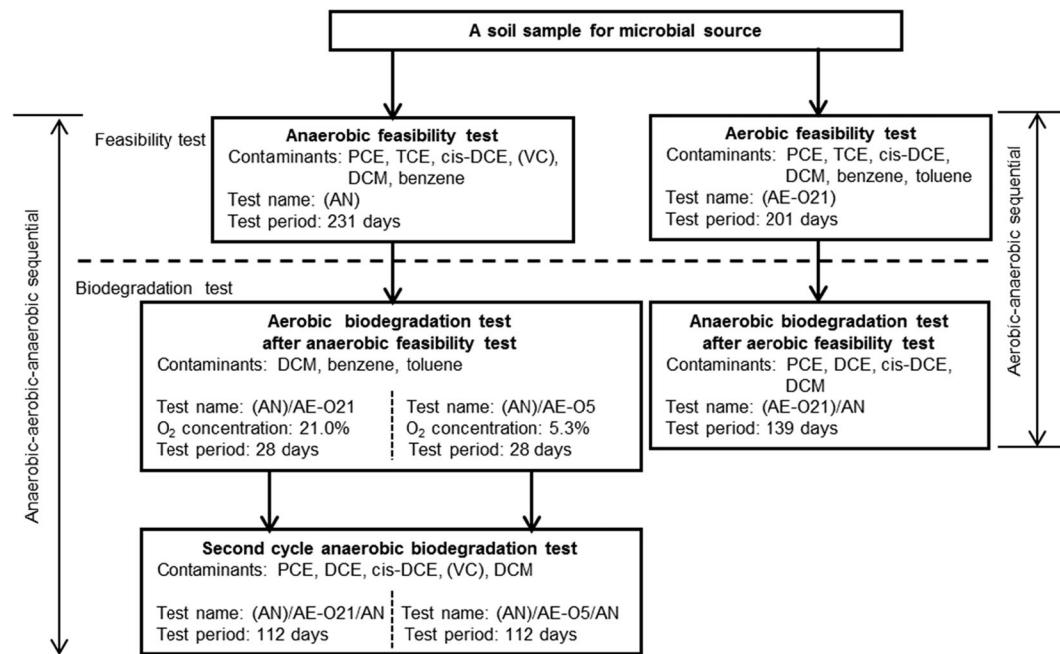 A soil sample for microbial source
Feasibility test
Anaerobic feasibility test
Contaminants: PCE, TCE, cis-DCE, (VC),
DCM, benzene
Test name: (AN)
Test period: 231 days
Aerobic feasibility test
Contaminants: PCE, TCE, cis-DCE,
DCM, benzene, toluene
Test name: (AE-O21)
Test period: 201 days
Biodegradation test
Aerobic biodegradation test
after anaerobic feasibility test
Contaminants: DCM, benzene, toluene
Test name: (AN)/AE-O21
O₂ concentration: 21.0%
Test period: 28 days
Test name: (AN)/AE-O5
O₂ concentration: 5.3%
Test period: 28 days
Anaerobic biodegradation test
after aerobic feasibility test
Contaminants: PCE, DCE, cis-DCE,
DCM
Test name: (AE-O21)/AN
Test period: 139 days
Second cycle anaerobic biodegradation test
Contaminants: PCE, DCE, cis-DCE, (VC), DCM
Test name: (AN)/AE-O21/AN
Test period: 112 days
Test name: (AN)/AE-O5/AN
Test period: 112 days
Anaerobic-aerobic-anaerobic sequential
Aerobic-anaerobic sequential